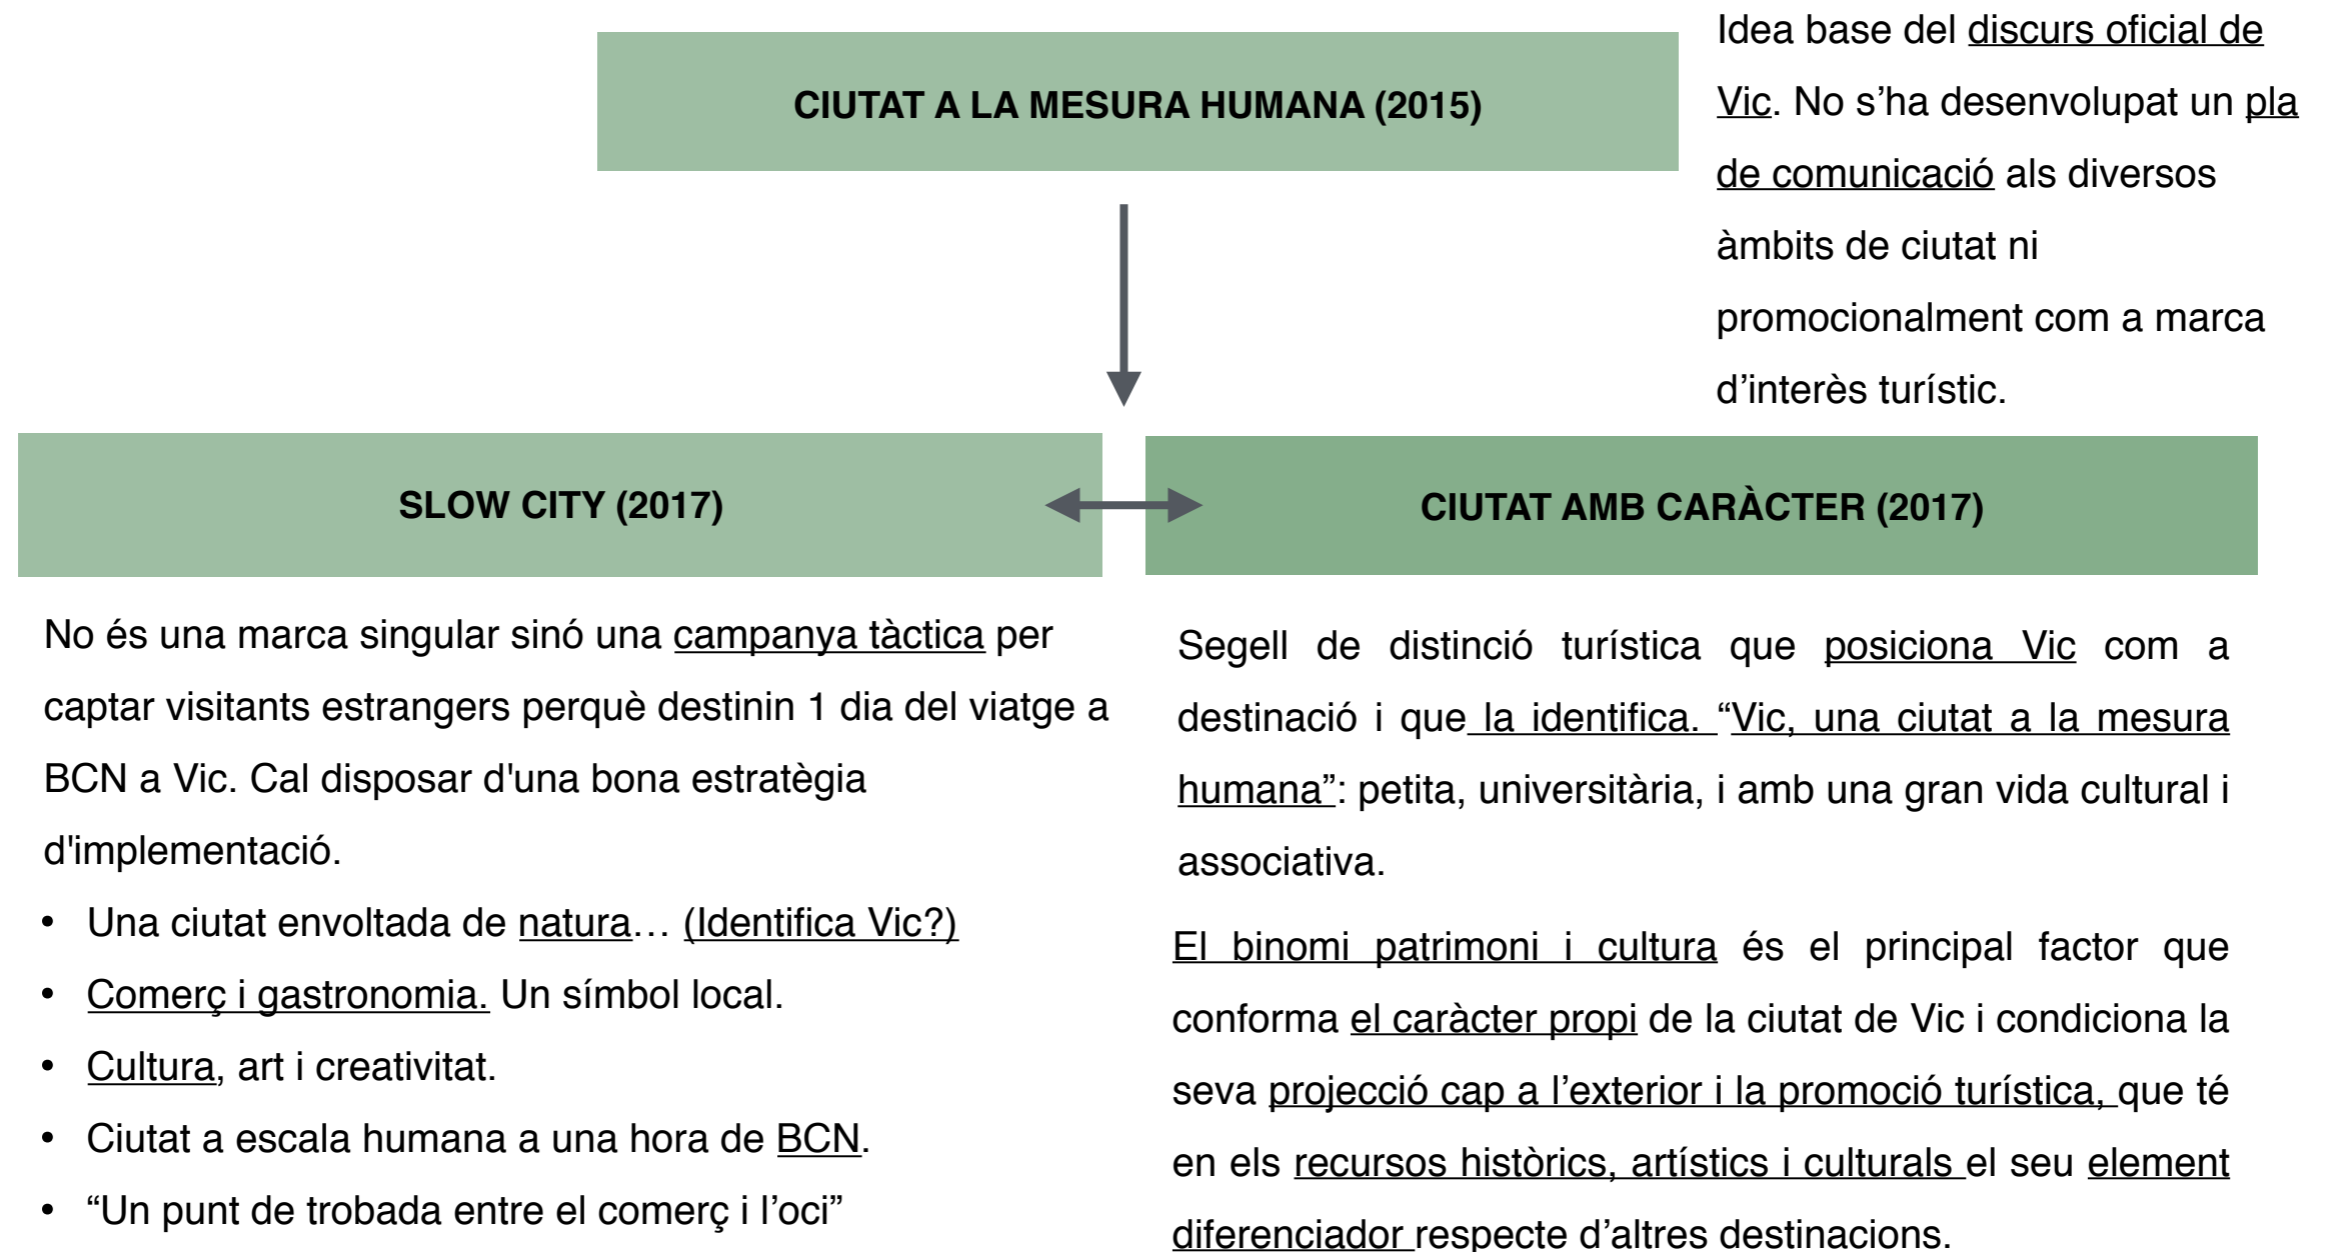 CIUTAT A LA MESURA HUMANA (2015)
Idea base del discurs oficial de
Vic. No s’ha desenvolupat un pla
de comunicació als diversos
àmbits de ciutat ni
promocionalment com a marca
d’interès turístic.
SLOW CITY (2017)
No és una marca singular sinó una campanya tàctica per
captar visitants estrangers perquè destinin 1 dia del viatge a
BCN a Vic. Cal disposar d'una bona estratègia
d'implementació.
• Una ciutat envoltada de natura… (Identifica Vic?)
• Comerç i gastronomia. Un símbol local.
• Cultura, art i creativitat.
• Ciutat a escala humana a una hora de BCN.
• “Un punt de trobada entre el comerç i l’oci”
CIUTAT AMB CARÀCTER (2017)
Segell de distinció turística que posiciona Vic com a
destinació i que la identifica. “Vic, una ciutat a la mesura
humana”: petita, universitària, i amb una gran vida cultural i
associativa.
El binomi patrimoni i cultura és el principal factor que
conforma el caràcter propi de la ciutat de Vic i condiciona la
seva projecció cap a l’exterior i la promoció turística, que té
en els recursos històrics, artístics i culturals el seu element
diferenciador respecte d’altres destinacions.